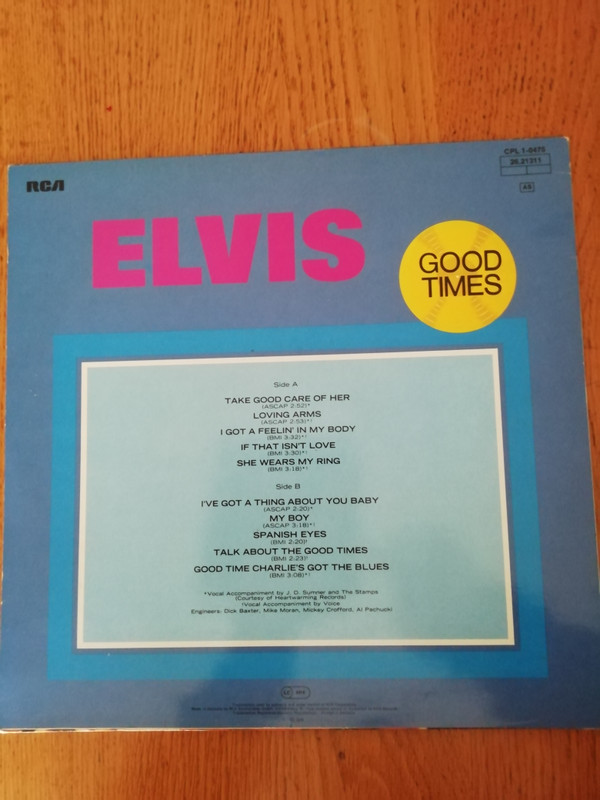 RCA
CPL 1-0475
26.21311
AS
ELVIS
GOOD
TIMES
Side A
TAKE GOOD CARE OF HER
(ASCAP 2:52)*
LOVING ARMS
(ASCAP 2:53)*†
I GOT A FEELIN' IN MY BODY
(BMI 3:32)*†
IF THAT ISN'T LOVE
(BMI 3:30)*†
SHE WEARS MY RING
(BMI 3:18)*†
Side B
I'VE GOT A THING ABOUT YOU BABY
(ASCAP 2:20)*
MY BOY
(ASCAP 3:18)*†
SPANISH EYES
(BMI 2:20)†
TALK ABOUT THE GOOD TIMES
(BMI 2:23)†
GOOD TIME CHARLIE'S GOT THE BLUES
(BMI 3:08)*†
*Vocal Accompaniment by J. D. Sumner and The Stamps
(Courtesy of Heartwarming Records)
†Vocal Accompaniment by Voice
Engineers: Dick Baxter, Mike Moran, Mickey Crofford, Al Pachucki